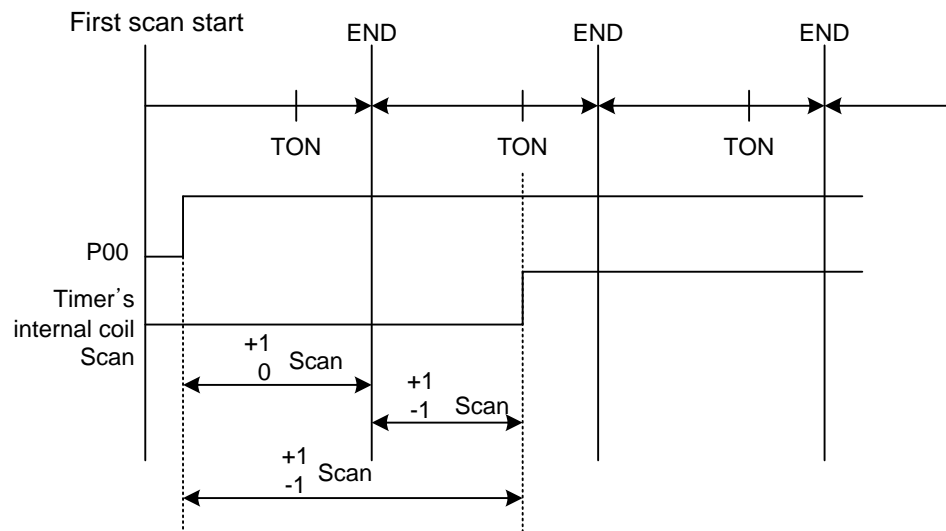 First scan start
END
END
END
TON
TON
TON
P00
Timer’s
internal coil
Scan
+1
0 Scan
+1
-1 Scan
+1
-1 Scan